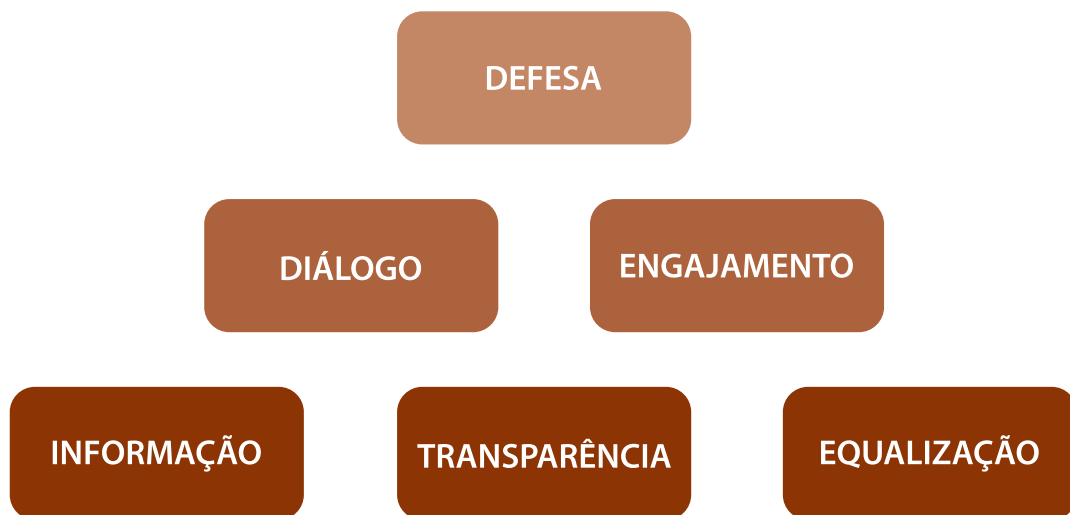 DEFESA
DIÁLOGO
ENGAJAMENTO
INFORMAÇÃO
TRANSPARÊNCIA
EQUALIZAÇÃO